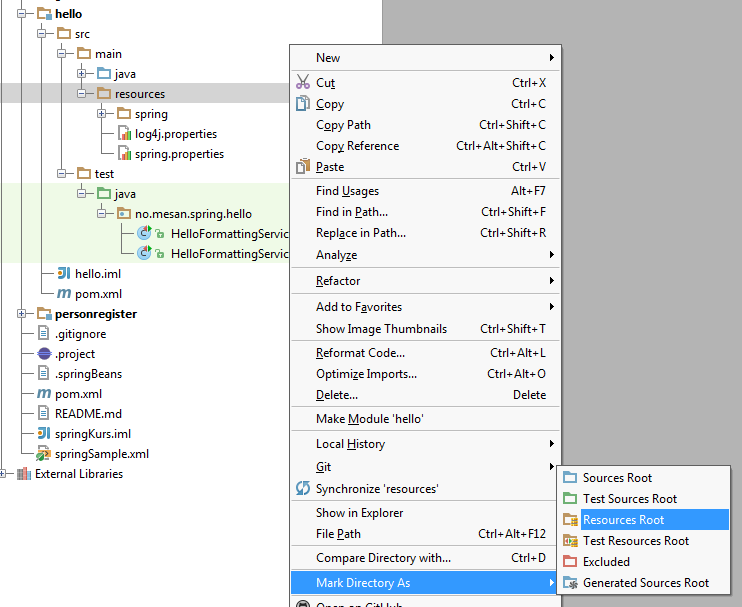 hello
src
main
java
resources
spring
log4j.properties
spring.properties
test
java
no.mesan.spring.hello
HelloFormattingServic
HelloFormattingServic
hello.iml
pom.xml
personregister
.gitignore
.project
.springBeans
pom.xml
README.md
springKurs.iml
springSample.xml
External Libraries
New
Cut Ctrl+X
Copy Ctrl+C
Copy Path Ctrl+Shift+C
Copy Reference Ctrl+Alt+Shift+C
Paste Ctrl+V
Find Usages Alt+F7
Find in Path... Ctrl+Shift+F
Replace in Path... Ctrl+Shift+R
Analyze
Refactor
Add to Favorites
Show Image Thumbnails Ctrl+Shift+T
Reformat Code... Ctrl+Alt+L
Optimize Imports... Ctrl+Alt+O
Delete... Delete
Make Module 'hello'
Local History
Git
Synchronize 'resources'
Show in Explorer
File Path Ctrl+Alt+F12
Compare Directory with... Ctrl+D
Mark Directory As
Open on GitHub
Sources Root
Test Sources Root
Resources Root
Test Resources Root
Excluded
Generated Sources Root